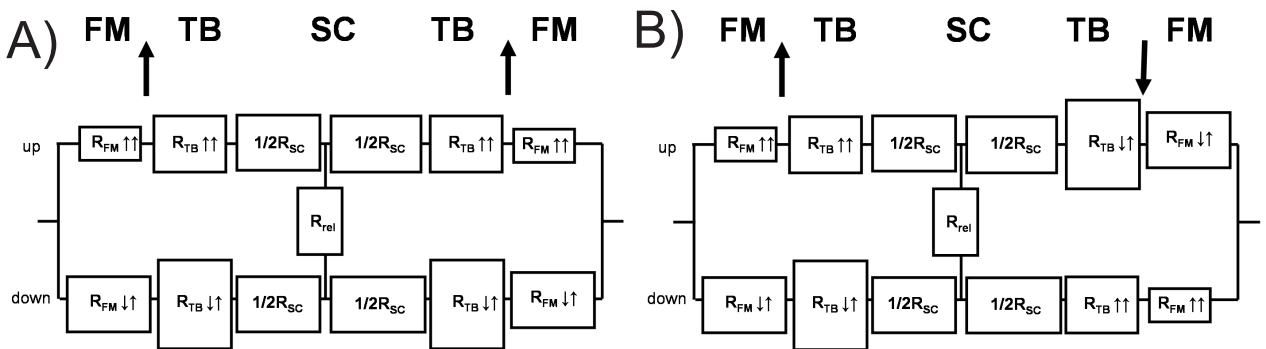 A) FM TB SC TB FM
up R_FM ↑↑ R_TB ↑↑ 1/2R_SC 1/2R_SC R_TB ↑↑ R_FM ↑↑
R_rel
down R_FM ↓↑ R_TB ↓↑ 1/2R_SC 1/2R_SC R_TB ↓↑ R_FM ↓↑
B) FM TB SC TB FM
up R_FM ↑↑ R_TB ↑↑ 1/2R_SC 1/2R_SC R_TB ↓↑ R_FM ↓↑
R_rel
down R_FM ↓↑ R_TB ↓↑ 1/2R_SC 1/2R_SC R_TB ↑↑ R_FM ↑↑